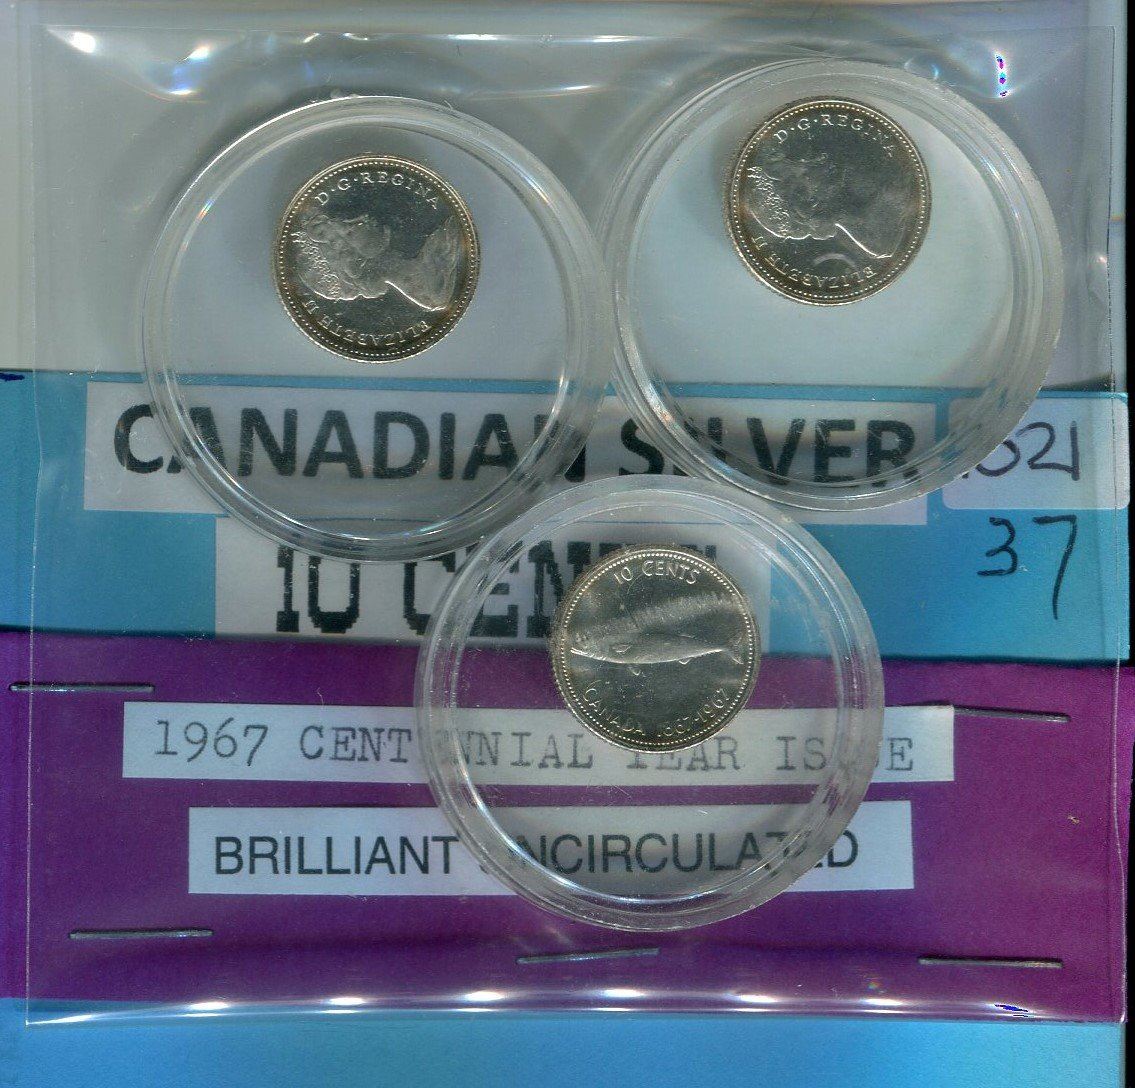 D·G·REGINA
ELIZABETH II
D·G·REGINA
ELIZABETH II
CANADIAN SILVER
10 CENTS
37
10 CENTS
CANADA 1867-1967
1967 CENTENNIAL YEAR ISSUE
BRILLIANT UNCIRCULATED